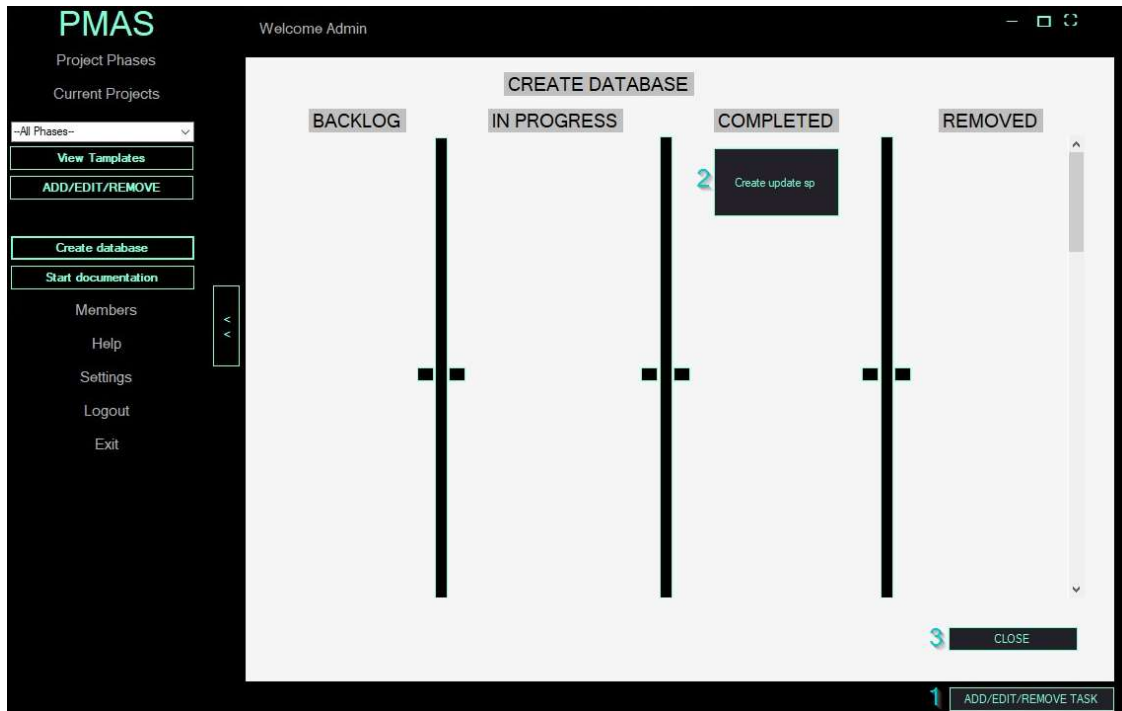 PMAS
Welcome Admin
Project Phases
Current Projects
--All Phases--
View Tamplates
ADD/EDIT/REMOVE
Create database
Start documentation
Members
Help
Settings
Logout
Exit
<
<
CREATE DATABASE
BACKLOG
IN PROGRESS
COMPLETED
REMOVED
2
Create update sp
3
CLOSE
1
ADD/EDIT/REMOVE TASK